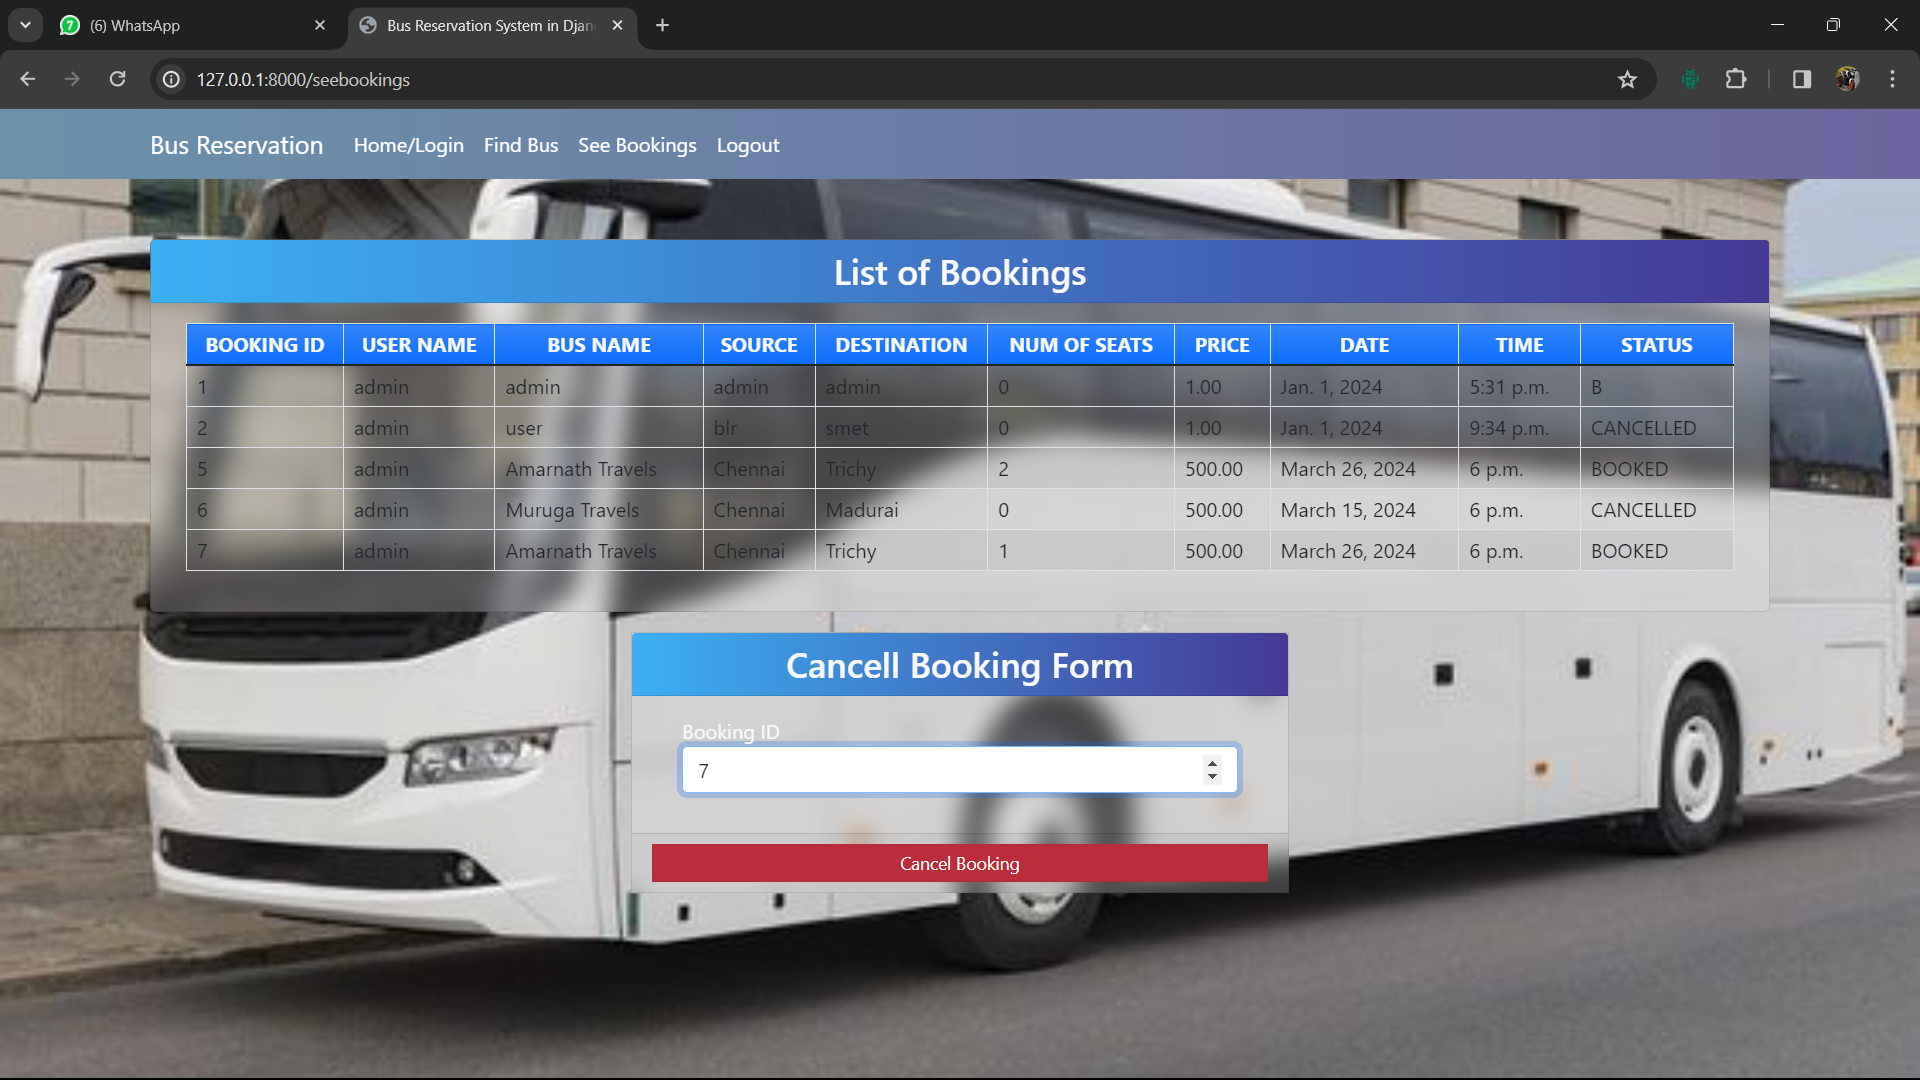 (6) WhatsApp
Bus Reservation System in Djan
127.0.0.1:8000/seebookings
Bus Reservation Home/Login Find Bus See Bookings Logout
List of Bookings
BOOKING ID USER NAME BUS NAME SOURCE DESTINATION NUM OF SEATS PRICE DATE TIME STATUS
1 admin admin admin admin 0 1.00 Jan. 1, 2024 5:31 p.m. B
2 admin user blr smet 0 1.00 Jan. 1, 2024 9:34 p.m. CANCELLED
5 admin Amarnath Travels Chennai Trichy 2 500.00 March 26, 2024 6 p.m. BOOKED
6 admin Muruga Travels Chennai Madurai 0 500.00 March 15, 2024 6 p.m. CANCELLED
7 admin Amarnath Travels Chennai Trichy 1 500.00 March 26, 2024 6 p.m. BOOKED
Cancell Booking Form
Booking ID
7
Cancel Booking